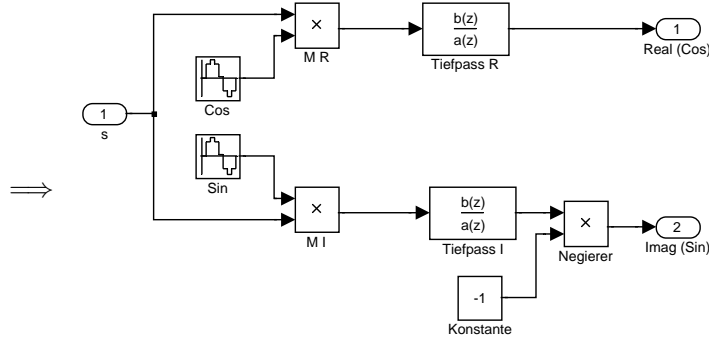 ×
M R
b(z)
a(z)
Tiefpass R
1
Real (Cos)
Cos
1
s
Sin
×
M I
b(z)
a(z)
Tiefpass I
×
Negierer
2
Imag (Sin)
-1
Konstante
⟹